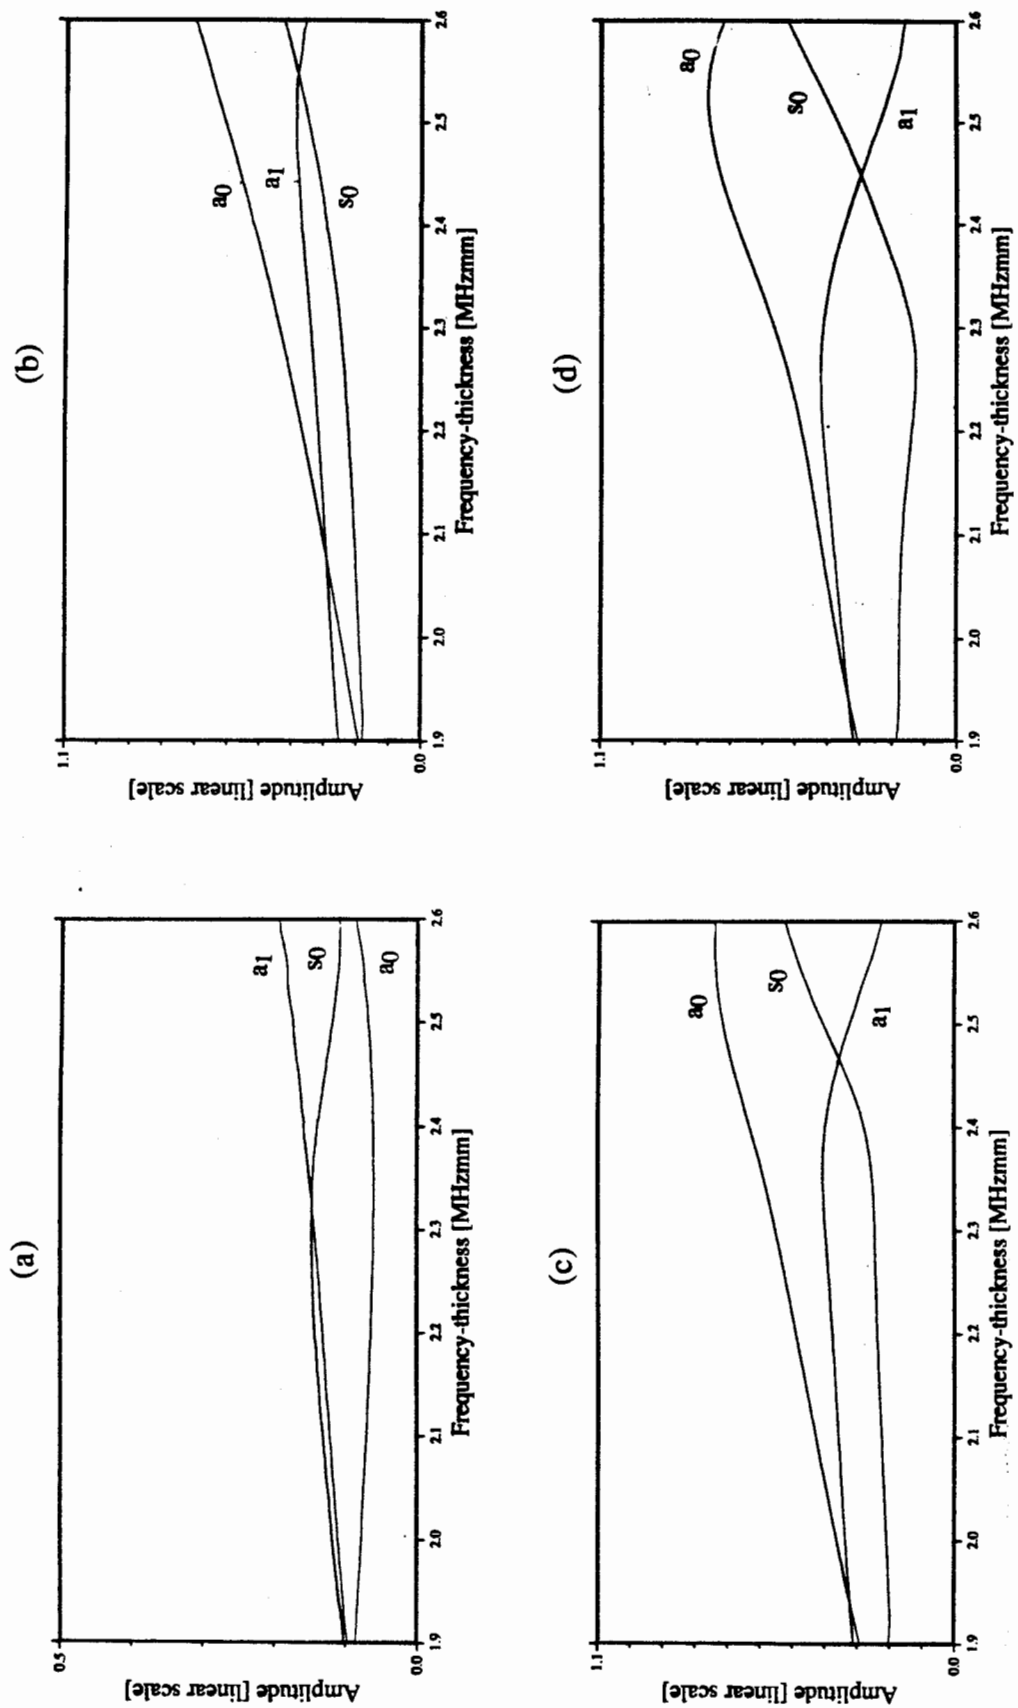 (a)
0.5
Amplitude [linear scale]
a1
s0
a0
0.0
1.9 2.0 2.1 2.2 2.3 2.4 2.5 2.6
Frequency-thickness [MHzmm]
(b)
1.1
Amplitude [linear scale]
a0
a1
s0
0.0
1.9 2.0 2.1 2.2 2.3 2.4 2.5 2.6
Frequency-thickness [MHzmm]
(c)
1.1
Amplitude [linear scale]
a0
s0
a1
0.0
1.9 2.0 2.1 2.2 2.3 2.4 2.5 2.6
Frequency-thickness [MHzmm]
(d)
1.1
Amplitude [linear scale]
a0
s0
a1
0.0
1.9 2.0 2.1 2.2 2.3 2.4 2.5 2.6
Frequency-thickness [MHzmm]